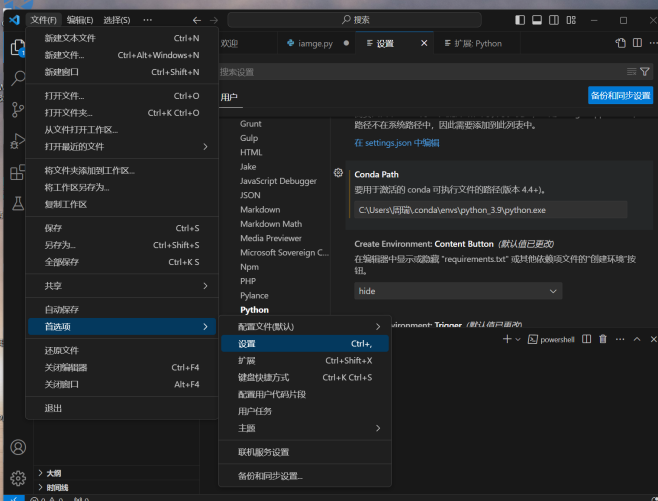 文件(F) 编辑(E) 选择(S) ··· 搜索
欢迎 iamge.py 设置 扩展: Python
新建文本文件 Ctrl+N
新建文件... Ctrl+Alt+Windows+N
新建窗口 Ctrl+Shift+N
打开文件... Ctrl+O
打开文件夹... Ctrl+K Ctrl+O
从文件打开工作区...
打开最近的文件
将文件夹添加到工作区...
将工作区另存为...
复制工作区
保存 Ctrl+S
另存为... Ctrl+Shift+S
全部保存 Ctrl+K S
共享
自动保存
首选项
还原文件
关闭编辑器 Ctrl+F4
关闭窗口 Alt+F4
退出
配置文件(默认)
设置 Ctrl+,
扩展 Ctrl+Shift+X
键盘快捷方式 Ctrl+K Ctrl+S
配置用户代码片段
用户任务
主题
联机服务设置
备份和同步设置...
搜索设置
用户 备份和同步设置
Grunt
Gulp
HTML
Jake
JavaScript Debugger
JSON
Markdown
Markdown Math
Media Previewer
Microsoft Sovereign C...
Npm
PHP
Pylance
Python
路径不在系统路径中，因此需要添加到此列表中。
在 settings.json 中编辑
Conda Path
要用于激活的 conda 可执行文件的路径(版本 4.4+)。
C:\Users\周瑞\.conda\envs\python_3.9\python.exe
Create Environment: Content Button (默认值已更改)
在编辑器中显示或隐藏 "requirements.txt" 或其他依赖项文件的"创建环境"按
钮。
hide
vironment: Trigger (默认值已更改)
powershell
大纲
时间线